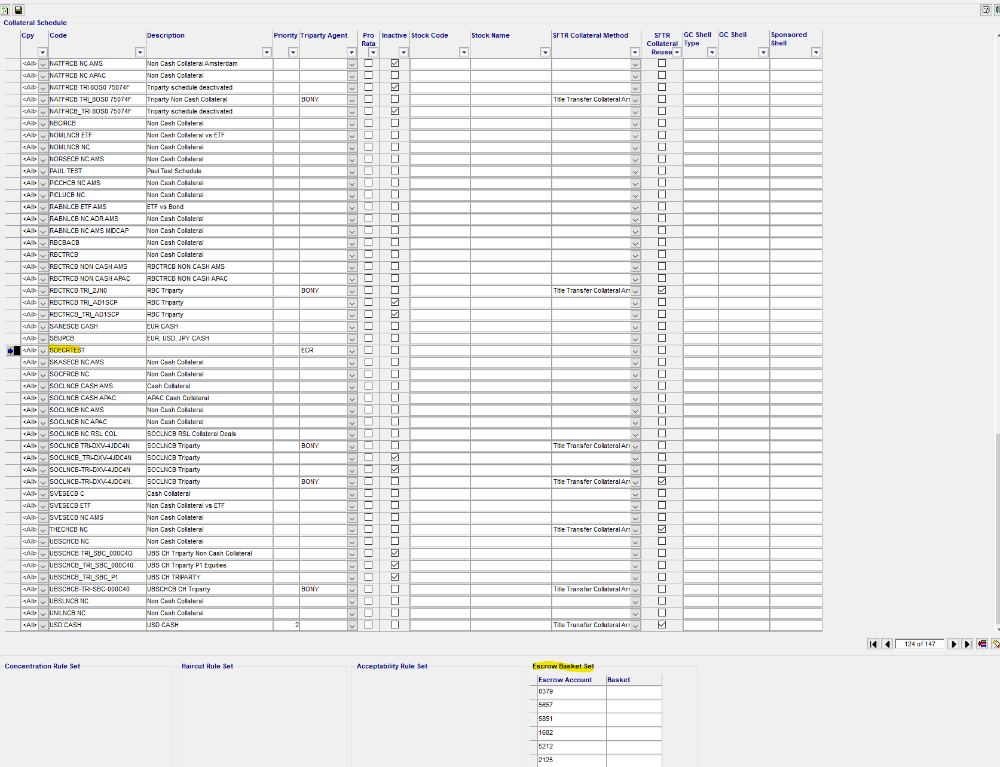 Collateral Schedule
Cpy Code Description Priority Triparty Agent Pro Rata Inactive Stock Code Stock Name SFTR Collateral Method SFTR Collateral Reuse GC Shell Type GC Shell Sponsored Shell
<All> NATFRCB NC AMS Non Cash Collateral Amsterdam
<All> NATFRCB NC APAC Non Cash Collateral
<All> NATFRCB TRI 8OS0 75074F Triparty schedule deactivated
<All> NATFRCB TRI_8OS0 75074F Triparty Non Cash Collateral BONY Title Transfer Collateral Arr
<All> NATFRCB_TRI 8OS0 75074F Triparty schedule deactivated
<All> NBCIRCB Non Cash Collateral
<All> NOMLNCB ETF Non Cash Collateral vs ETF
<All> NOMLNCB NC Non Cash Collateral
<All> NORSECB NC AMS Non Cash Collateral
<All> PAUL TEST Paul Test Schedule
<All> PICCHCB NC AMS Non Cash Collateral
<All> PICLUCB NC Non Cash Collateral
<All> RABNLCB ETF AMS ETF vs Bond
<All> RABNLCB NC ADR AMS Non Cash Collateral
<All> RABNLCB NC AMS MIDCAP Non Cash Collateral
<All> RBCBACB Non Cash Collateral
<All> RBCTRCB Non Cash Collateral
<All> RBCTRCB NON CASH AMS RBCTRCB NON CASH AMS
<All> RBCTRCB NON CASH APAC RBCTRCB NON CASH APAC
<All> RBCTRCB TRI_2JN0 RBC Triparty BONY Title Transfer Collateral Arr
<All> RBCTRCB TRI_AD1SCP RBC Triparty
<All> RBCTRCB_TRI_AD1SCP RBC Triparty
<All> SANESCB CASH EUR CASH
<All> SBIJPCB EUR, USD, JPY CASH
<All> SDECRTEST ECR
<All> SKASECB NC AMS Non Cash Collateral
<All> SOCFRCB NC Non Cash Collateral
<All> SOCLNCB CASH AMS Cash Collateral
<All> SOCLNCB CASH APAC APAC Cash Collateral
<All> SOCLNCB NC AMS Non Cash Collateral
<All> SOCLNCB NC APAC Non Cash Collateral
<All> SOCLNCB NC RSL COL SOCLNCB RSL Collateral Deals
<All> SOCLNCB TRI-DXV-4JDC4N SOCLNCB Triparty BONY Title Transfer Collateral Arr
<All> SOCLNCB_TRI-DXV-4JDC4N SOCLNCB Triparty
<All> SOCLNCB-TRI-DXV-4JDC4N SOCLNCB Triparty
<All> SOCLNCB-TRI-DXV-4JDC4N. SOCLNCB Triparty BONY Title Transfer Collateral Arr
<All> SVESECB C Cash Collateral
<All> SVESECB ETF Non Cash Collateral vs ETF
<All> SVESECB NC AMS Non Cash Collateral
<All> THECHCB NC Non Cash Collateral Title Transfer Collateral Arr
<All> UBSCHCB NC Non Cash Collateral
<All> UBSCHCB TRI_SBC_000C4O UBS CH Triparty Non Cash Collateral
<All> UBSCHCB_TRI_SBC_000C40 UBS CH Triparty P1 Equities
<All> UBSCHCB_TRI_SBC_P1 UBS CH TRIPARTY
<All> UBSCHCB-TRI-SBC-000C40 UBSCHCB CH Triparty BONY Title Transfer Collateral Arr
<All> UBSLNCB NC Non Cash Collateral
<All> UNILNCB NC Non Cash Collateral
<All> USD CASH USD CASH 2 Title Transfer Collateral Arr
124 of 147
Concentration Rule Set Haircut Rule Set Acceptability Rule Set Escrow Basket Set
Escrow Account Basket
0379
5657
5851
1682
5212
2125